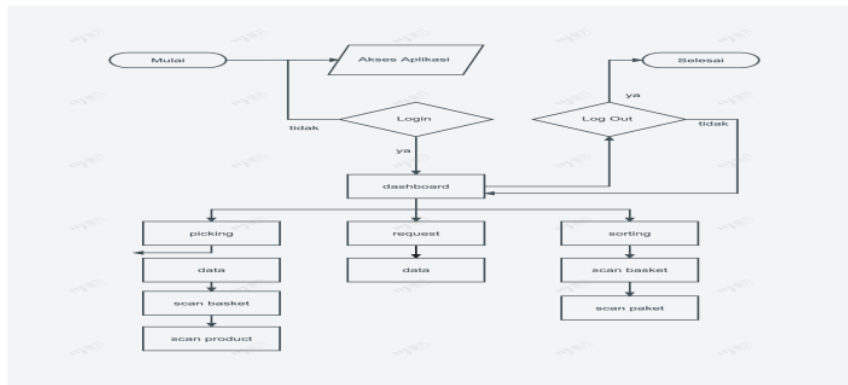 Mulai
Akses Aplikasi
Selesai
Login
Log Out
tidak
ya
ya
tidak
dashboard
picking
request
sorting
data
data
scan basket
scan basket
scan paket
scan product